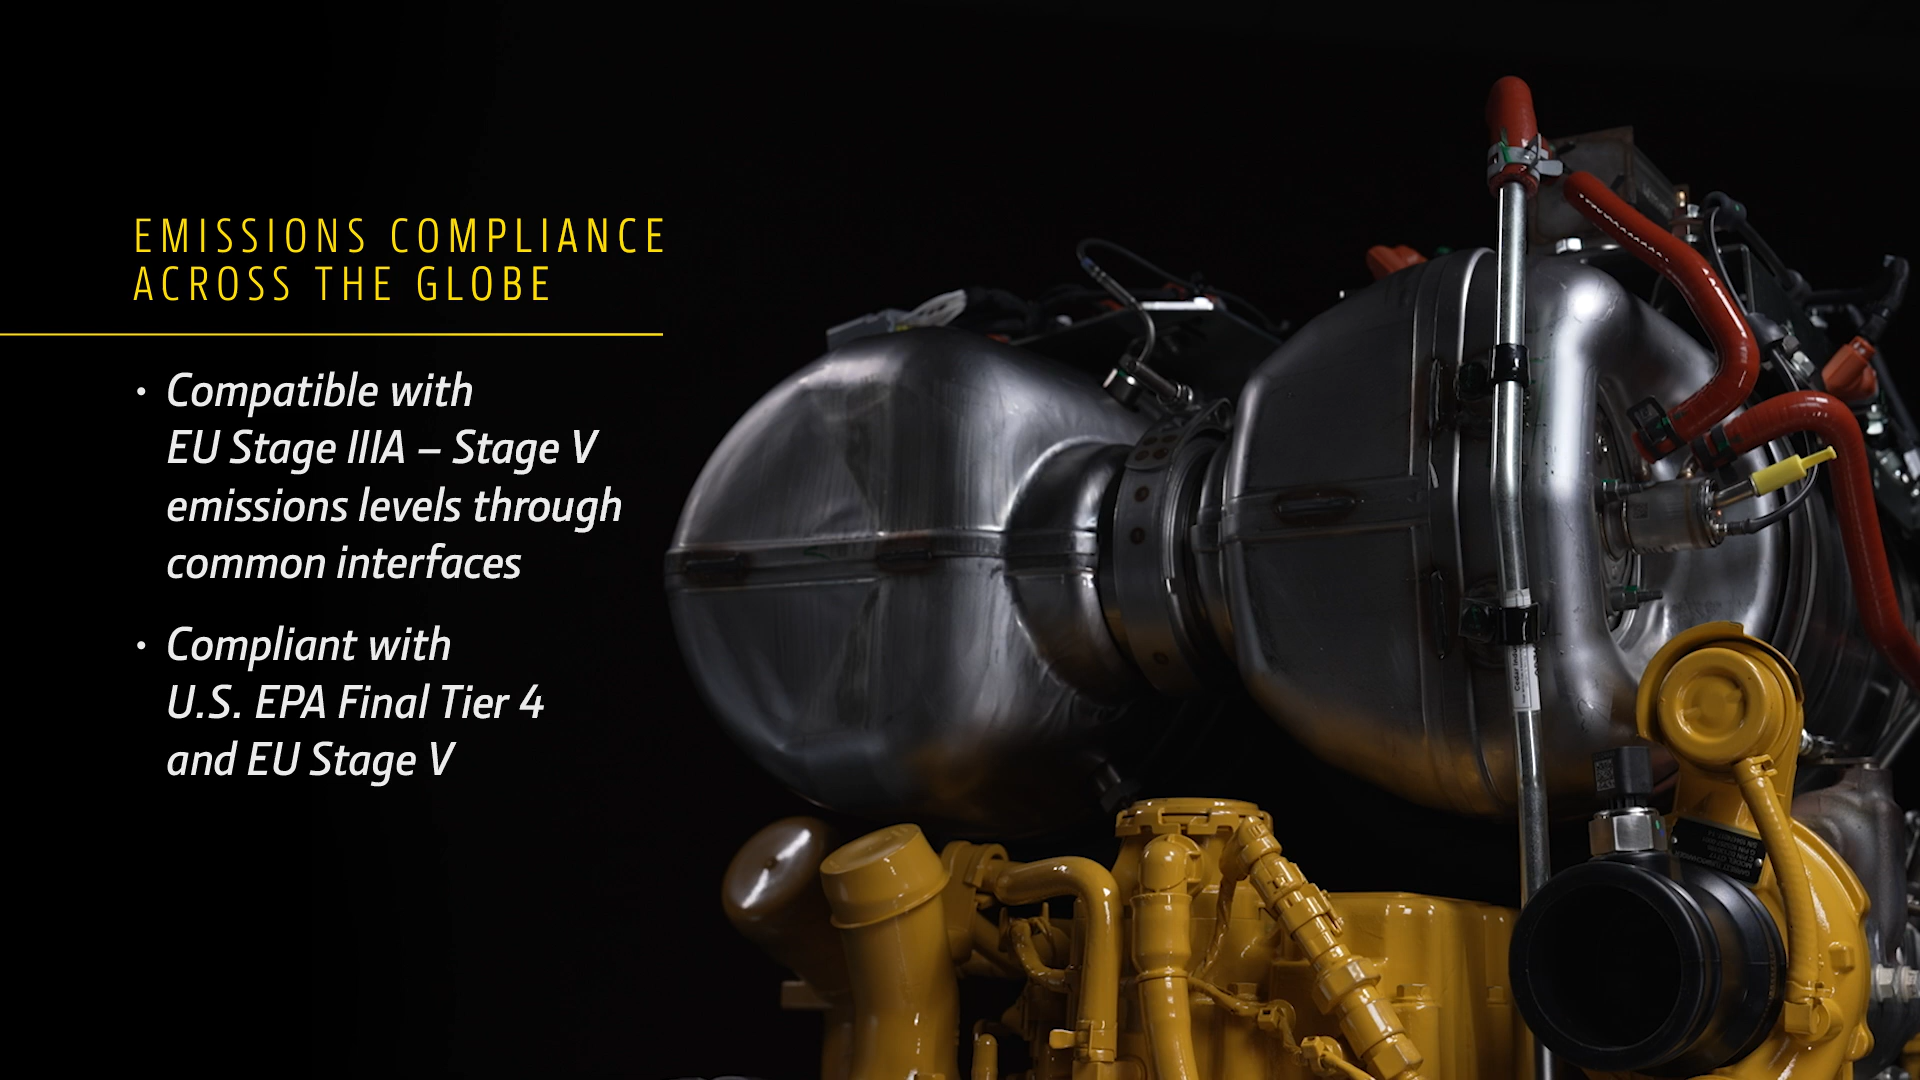 EMISSIONS COMPLIANCE
ACROSS THE GLOBE
• Compatible with
EU Stage IIIA – Stage V
emissions levels through
common interfaces
• Compliant with
U.S. EPA Final Tier 4
and EU Stage V